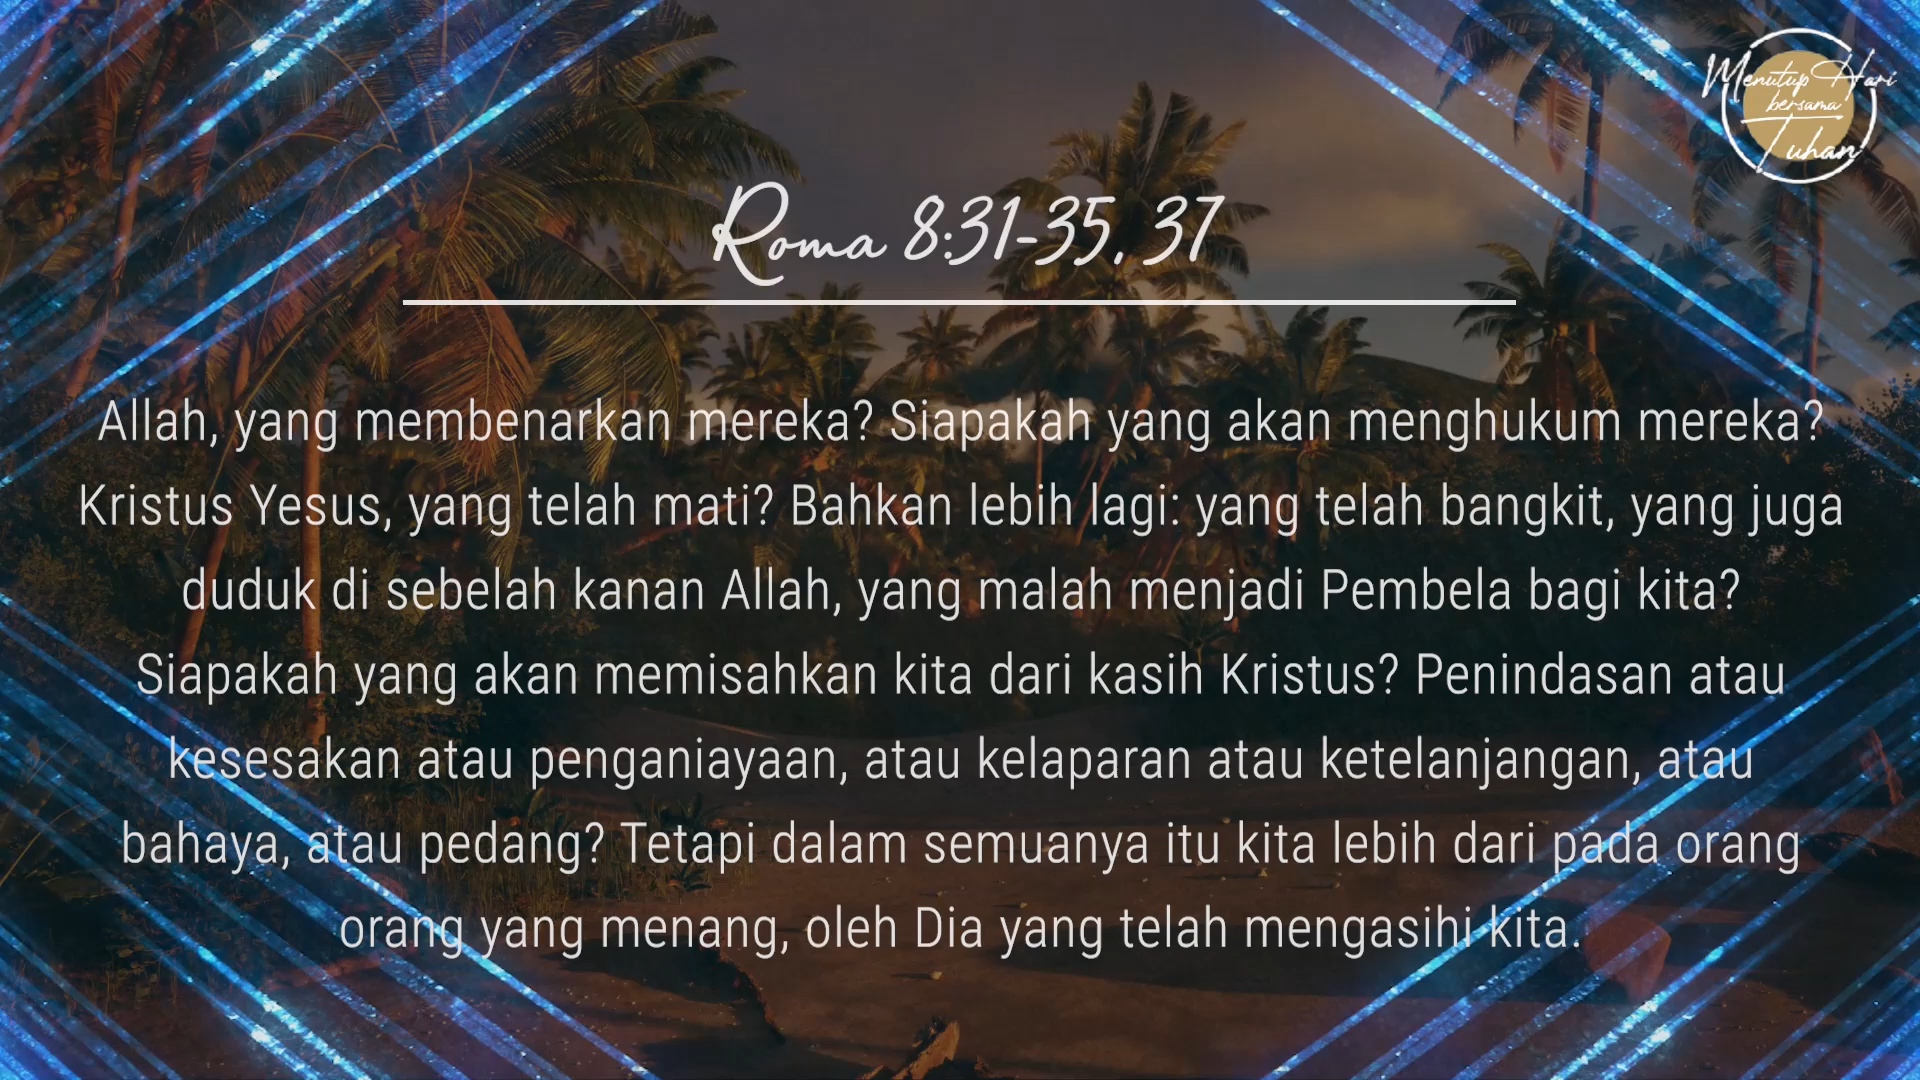 Menutup Hari
bersama
Tuhan
Roma 8:31-35, 37
Allah, yang membenarkan mereka? Siapakah yang akan menghukum mereka?
Kristus Yesus, yang telah mati? Bahkan lebih lagi: yang telah bangkit, yang juga
duduk di sebelah kanan Allah, yang malah menjadi Pembela bagi kita?
Siapakah yang akan memisahkan kita dari kasih Kristus? Penindasan atau
kesesakan atau penganiayaan, atau kelaparan atau ketelanjangan, atau
bahaya, atau pedang? Tetapi dalam semuanya itu kita lebih dari pada orang
orang yang menang, oleh Dia yang telah mengasihi kita.